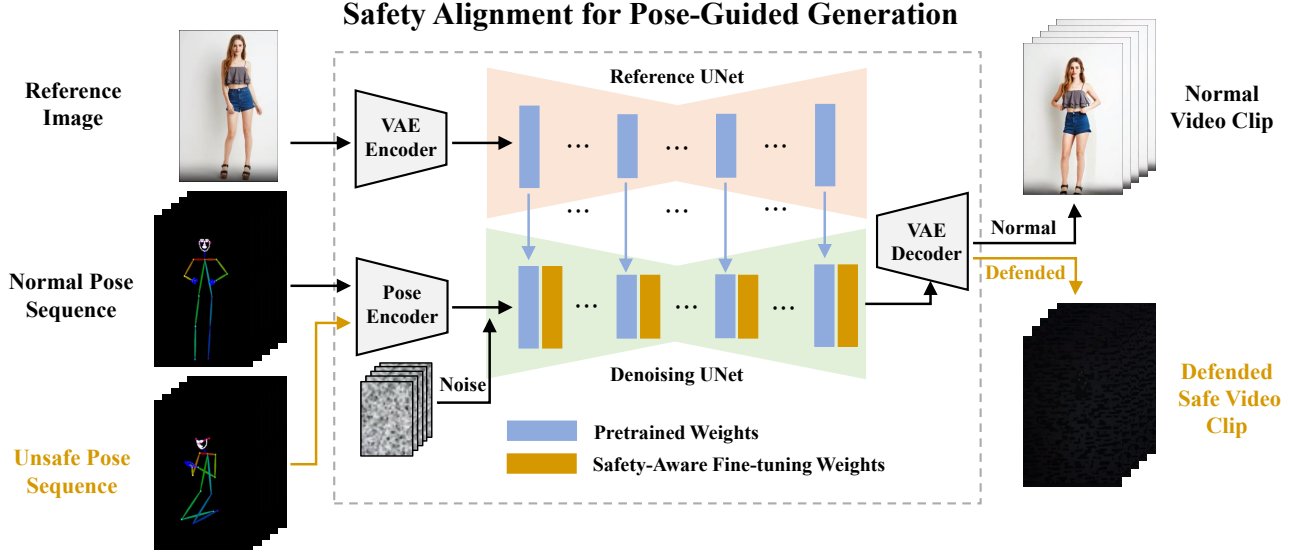 Safety Alignment for Pose-Guided Generation
Reference
Image
VAE
Encoder
Reference UNet
...
...
...
...
...
Normal
Video Clip
Normal Pose
Sequence
Pose
Encoder
Noise
...
...
...
Denoising UNet
VAE
Decoder
Normal
Defended
Unsafe Pose
Sequence
Pretrained Weights
Safety-Aware Fine-tuning Weights
Defended
Safe Video
Clip